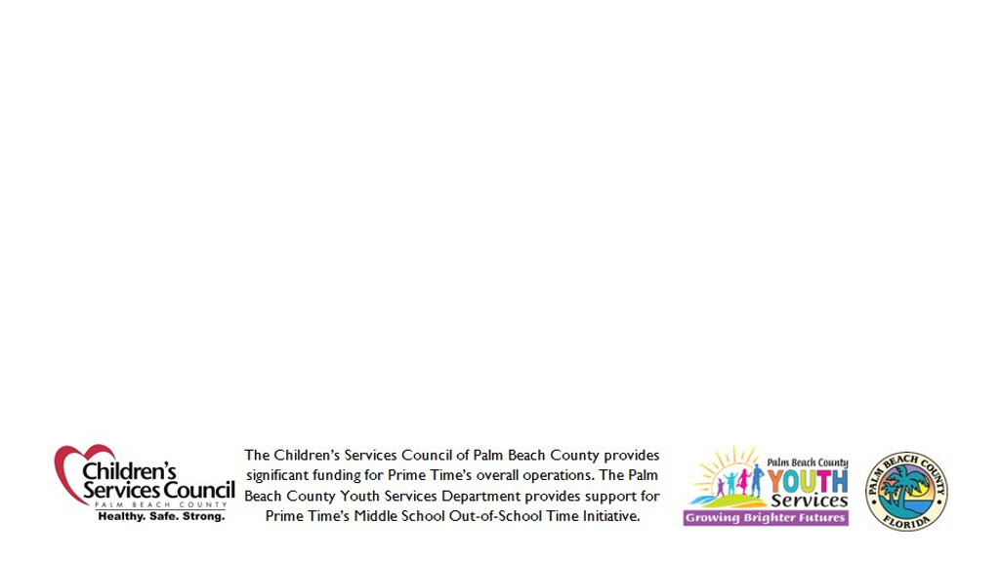 Children's
Services Council
PALM BEACH COUNTY
Healthy. Safe. Strong.
The Children's Services Council of Palm Beach County provides
significant funding for Prime Time's overall operations. The Palm
Beach County Youth Services Department provides support for
Prime Time's Middle School Out-of-School Time Initiative.
Palm Beach County
YOUTH
Services
Growing Brighter Futures
PALM BEACH COUNTY
FLORIDA